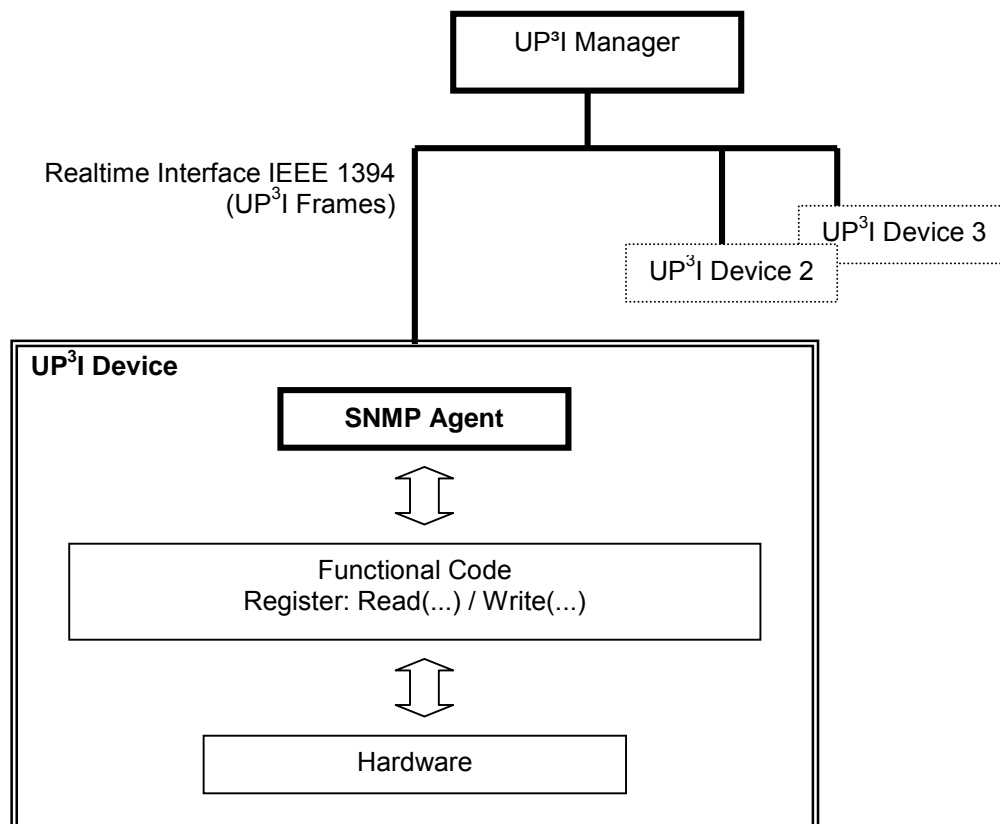 UP³I Manager
Realtime Interface IEEE 1394
(UP³I Frames)
UP³I Device 3
UP³I Device 2
UP³I Device
SNMP Agent
Functional Code
Register: Read(...) / Write(...)
Hardware